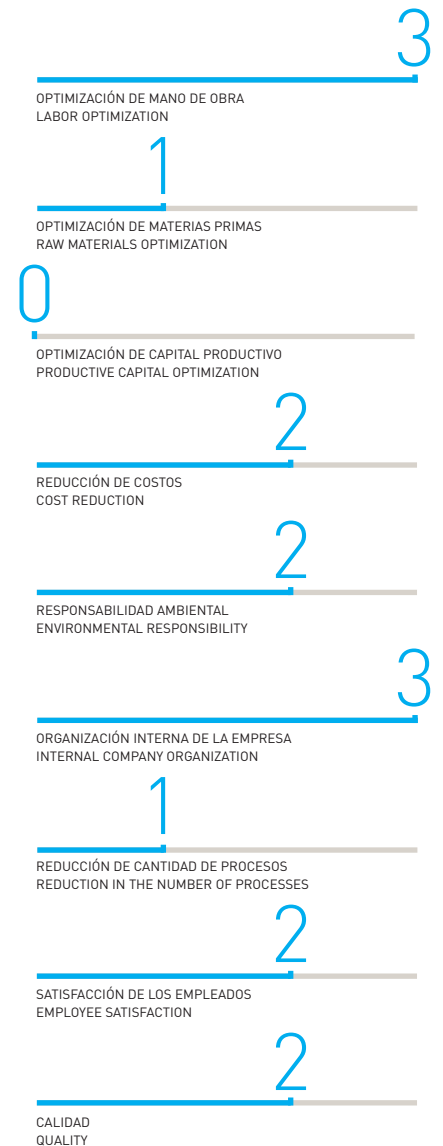 3
OPTIMIZACIÓN DE MANO DE OBRA
LABOR OPTIMIZATION
1
OPTIMIZACIÓN DE MATERIAS PRIMAS
RAW MATERIALS OPTIMIZATION
0
OPTIMIZACIÓN DE CAPITAL PRODUCTIVO
PRODUCTIVE CAPITAL OPTIMIZATION
2
REDUCCIÓN DE COSTOS
COST REDUCTION
2
RESPONSABILIDAD AMBIENTAL
ENVIRONMENTAL RESPONSIBILITY
3
ORGANIZACIÓN INTERNA DE LA EMPRESA
INTERNAL COMPANY ORGANIZATION
1
REDUCCIÓN DE CANTIDAD DE PROCESOS
REDUCTION IN THE NUMBER OF PROCESSES
2
SATISFACCIÓN DE LOS EMPLEADOS
EMPLOYEE SATISFACTION
2
CALIDAD
QUALITY